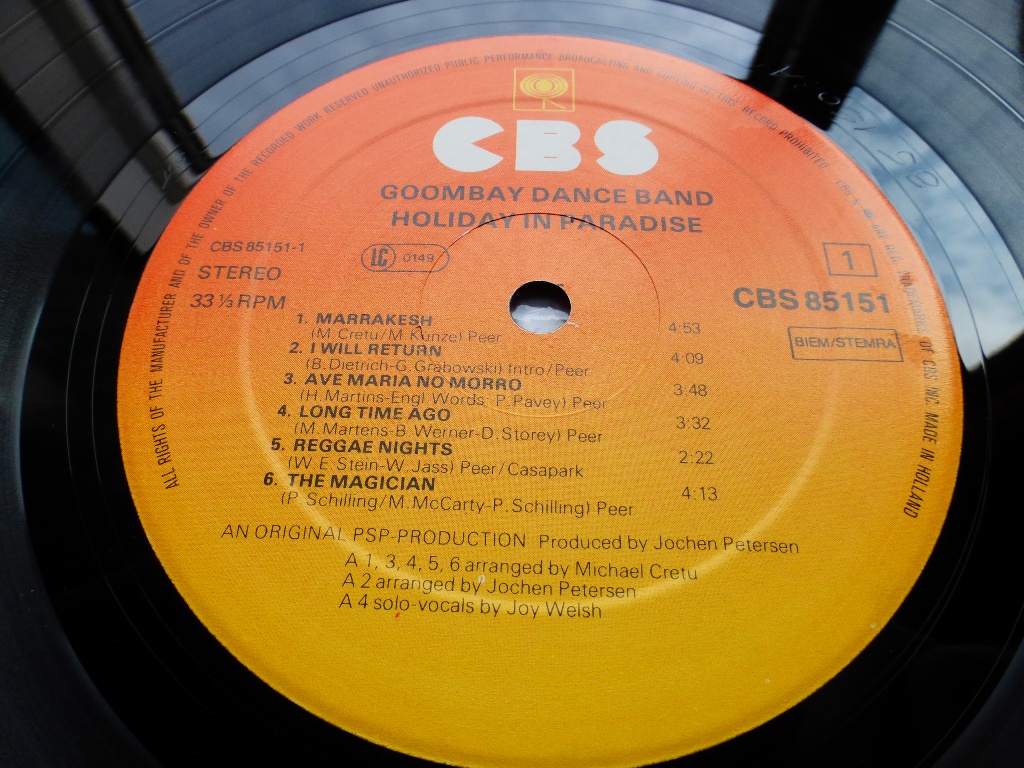 ALL RIGHTS OF THE MANUFACTURER AND OF THE OWNER OF THE RECORDED WORK RESERVED UNAUTHORIZED PUBLIC PERFORMANCE BROADCASTING AND COPYING OF THIS RECORD PROHIBITED
ARE OF CBS INC. MADE IN HOLLAND
CBS
GOOMBAY DANCE BAND
HOLIDAY IN PARADISE
CBS 85151-1
LC 0149
1
STEREO
33 ⅓ RPM
CBS 85151
BIEM/STEMRA
1. MARRAKESH 4:53
(M. Cretu/M. Kunze) Peer
2. I WILL RETURN 4:09
(B. Dietrich-G. Grabowski) Intro/Peer
3. AVE MARIA NO MORRO 3:48
(H. Martins-Engl. Words: P. Pavey) Peer
4. LONG TIME AGO 3:32
(M. Martens-B. Werner-D. Storey) Peer
5. REGGAE NIGHTS 2:22
(W. E. Stein-W. Jass) Peer/Casapark
6. THE MAGICIAN 4:13
(P. Schilling/M. McCarty-P. Schilling) Peer
AN ORIGINAL PSP-PRODUCTION Produced by Jochen Petersen
A 1, 3, 4, 5, 6 arranged by Michael Cretu
A 2 arranged by Jochen Petersen
A 4 solo-vocals by Joy Welsh